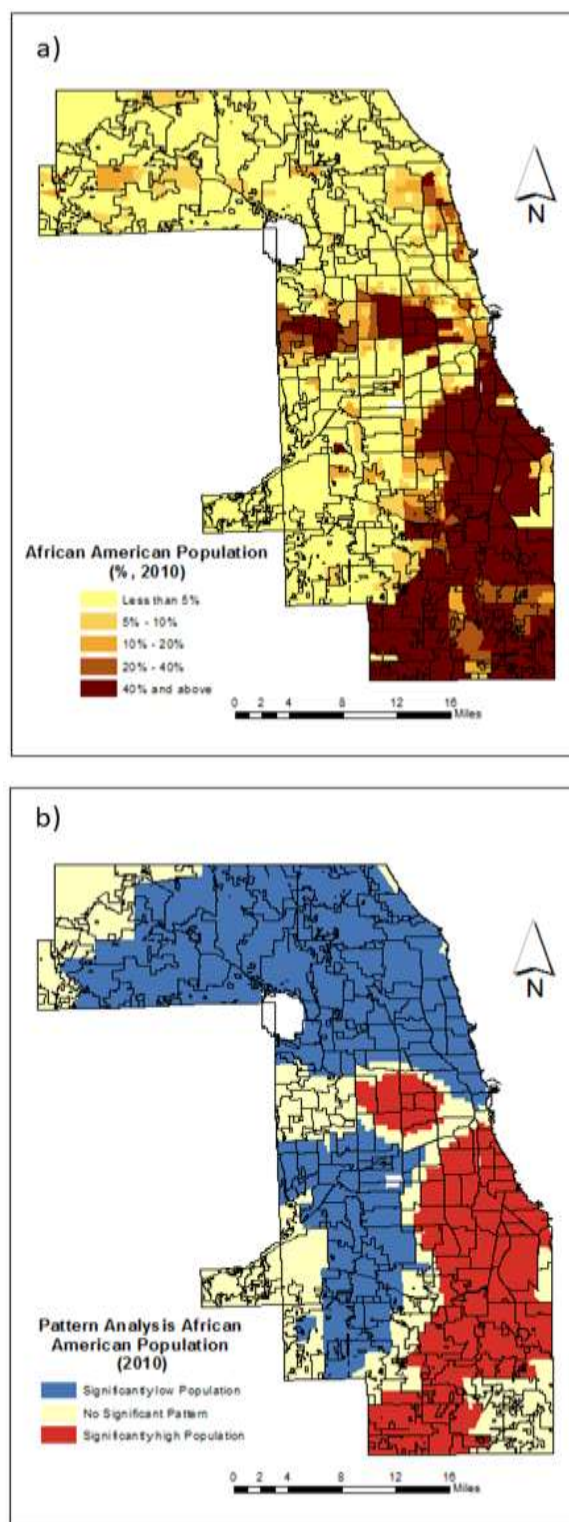 a)
N
African American Population
(%, 2010)
Less than 5%
5% - 10%
10% - 20%
20% - 40%
40% and above
0 2 4 8 12 16
Miles
b)
N
Pattern Analysis African
American Population
(2010)
Significantly low Population
No Significant Pattern
Significantly high Population
0 2 4 8 12 16
Miles